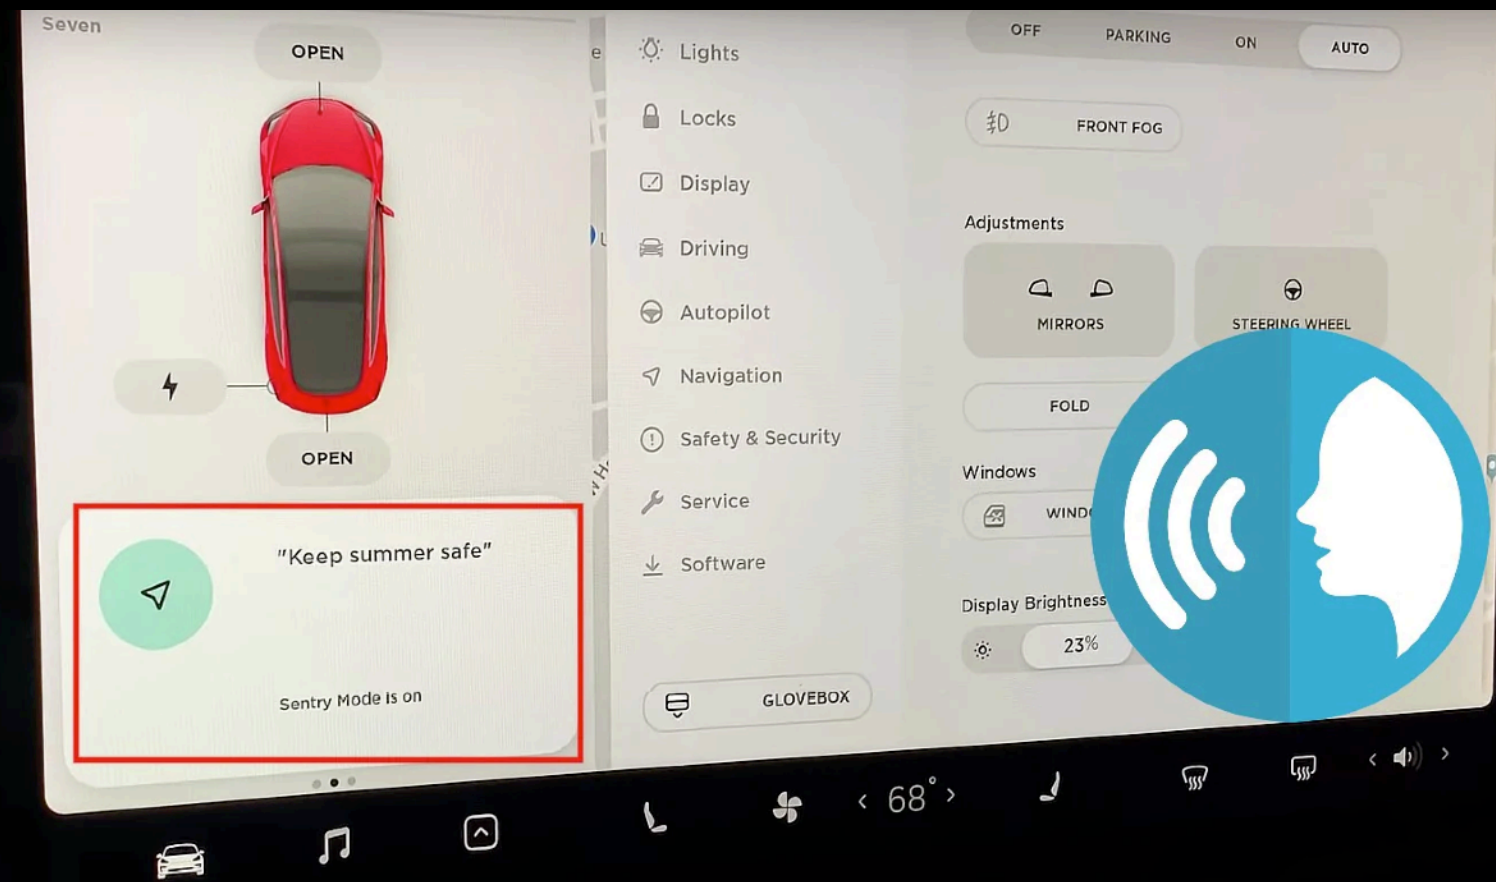 Seven
OPEN
OPEN
"Keep summer safe"
Sentry Mode is on
Lights
Locks
Display
Driving
Autopilot
Navigation
Safety & Security
Service
Software
GLOVEBOX
OFF PARKING ON AUTO
FRONT FOG
Adjustments
MIRRORS
STEERING WHEEL
FOLD
Windows
Display Brightness
23%
68°